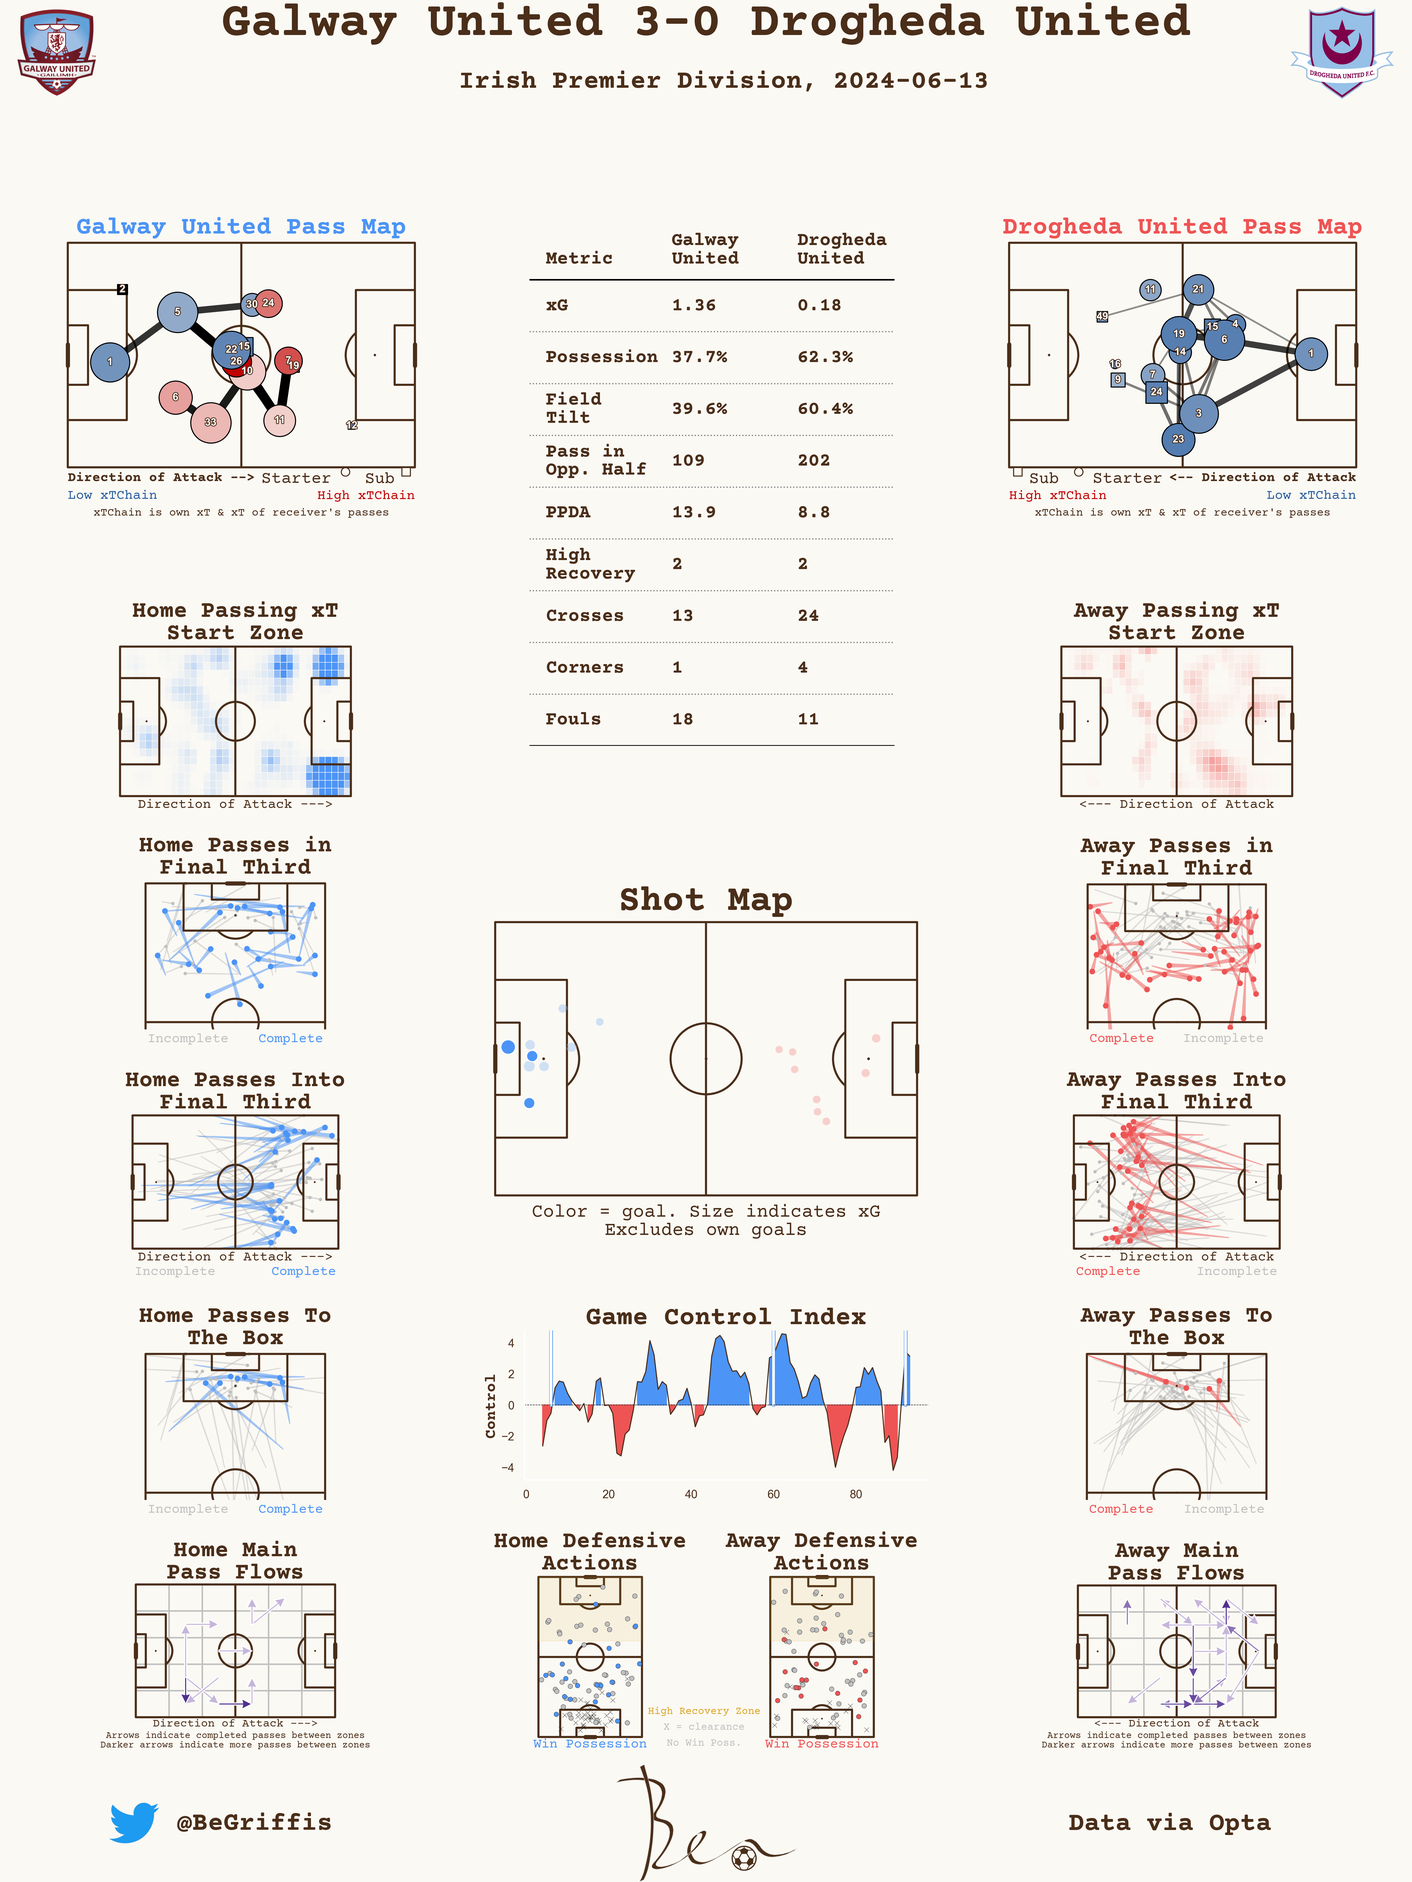 Galway United 3-0 Drogheda United
Irish Premier Division, 2024-06-13
GALWAY UNITED
GAILLIMH
DROGHEDA UNITED F.C.
Galway United Pass Map
2
5
30
24
22
15
26
10
7
19
1
6
33
11
12
Direction of Attack --> Starter Sub
Low xTChain High xTChain
xTChain is own xT & xT of receiver's passes
Metric Galway United Drogheda United
xG 1.36 0.18
Possession 37.7% 62.3%
Field Tilt 39.6% 60.4%
Pass in Opp. Half 109 202
PPDA 13.9 8.8
High Recovery 2 2
Crosses 13 24
Corners 1 4
Fouls 18 11
Drogheda United Pass Map
11
21
49
19
15
4
6
14
1
16
9
7
24
3
23
Sub Starter <-- Direction of Attack
High xTChain Low xTChain
xTChain is own xT & xT of receiver's passes
Home Passing xT
Start Zone
Direction of Attack --->
Away Passing xT
Start Zone
<--- Direction of Attack
Home Passes in
Final Third
Incomplete Complete
Away Passes in
Final Third
Complete Incomplete
Shot Map
Color = goal. Size indicates xG
Excludes own goals
Home Passes Into
Final Third
Direction of Attack --->
Incomplete Complete
Away Passes Into
Final Third
<--- Direction of Attack
Complete Incomplete
Home Passes To
The Box
Incomplete Complete
Game Control Index
Control
4
2
0
−2
−4
0 20 40 60 80
Away Passes To
The Box
Complete Incomplete
Home Main
Pass Flows
Direction of Attack --->
Arrows indicate completed passes between zones
Darker arrows indicate more passes between zones
Home Defensive
Actions
Win Possession
High Recovery Zone
X = clearance
No Win Poss.
Away Defensive
Actions
Win Possession
Away Main
Pass Flows
<--- Direction of Attack
Arrows indicate completed passes between zones
Darker arrows indicate more passes between zones
@BeGriffis
Ben
Data via Opta